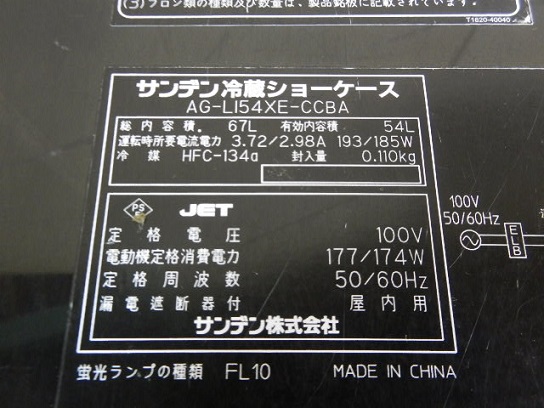 (3) フロン類の種類及び数量は、製品銘板に記載されています。
T1620-40040
サンデン冷蔵ショーケース
AG-L154XE-CCBA
総内容積. 67L 有効内容積 54L
運転時所要電流電力 3.72/2.98A 193/185W
冷媒 HFC-134a 封入量 0.110kg
PS E JET
定格電圧 100V
電動機定格消費電力 177/174W
定格周波数 50/60Hz
漏電遮断器付 屋内用
サンデン株式会社
蛍光ランプの種類 FL10 MADE IN CHINA
100V
50/60Hz
ELB